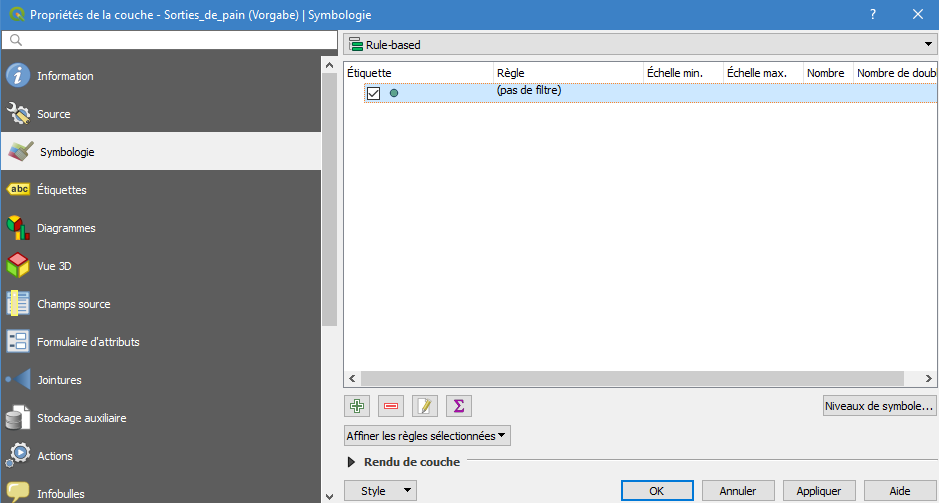 Propriétés de la couche - Sorties_de_pain (Vorgabe) | Symbologie
? 
Rule-based
Information
Source
Symbologie
abc Étiquettes
Diagrammes
Vue 3D
Champs source
Formulaire d'attributs
Jointures
Stockage auxiliaire
Actions
Infobulles
Étiquette Règle Échelle min. Échelle max. Nombre Nombre de doubl
(pas de filtre)
Σ
Niveaux de symbole...
Affiner les règles sélectionnées
Rendu de couche
Style OK Annuler Appliquer Aide